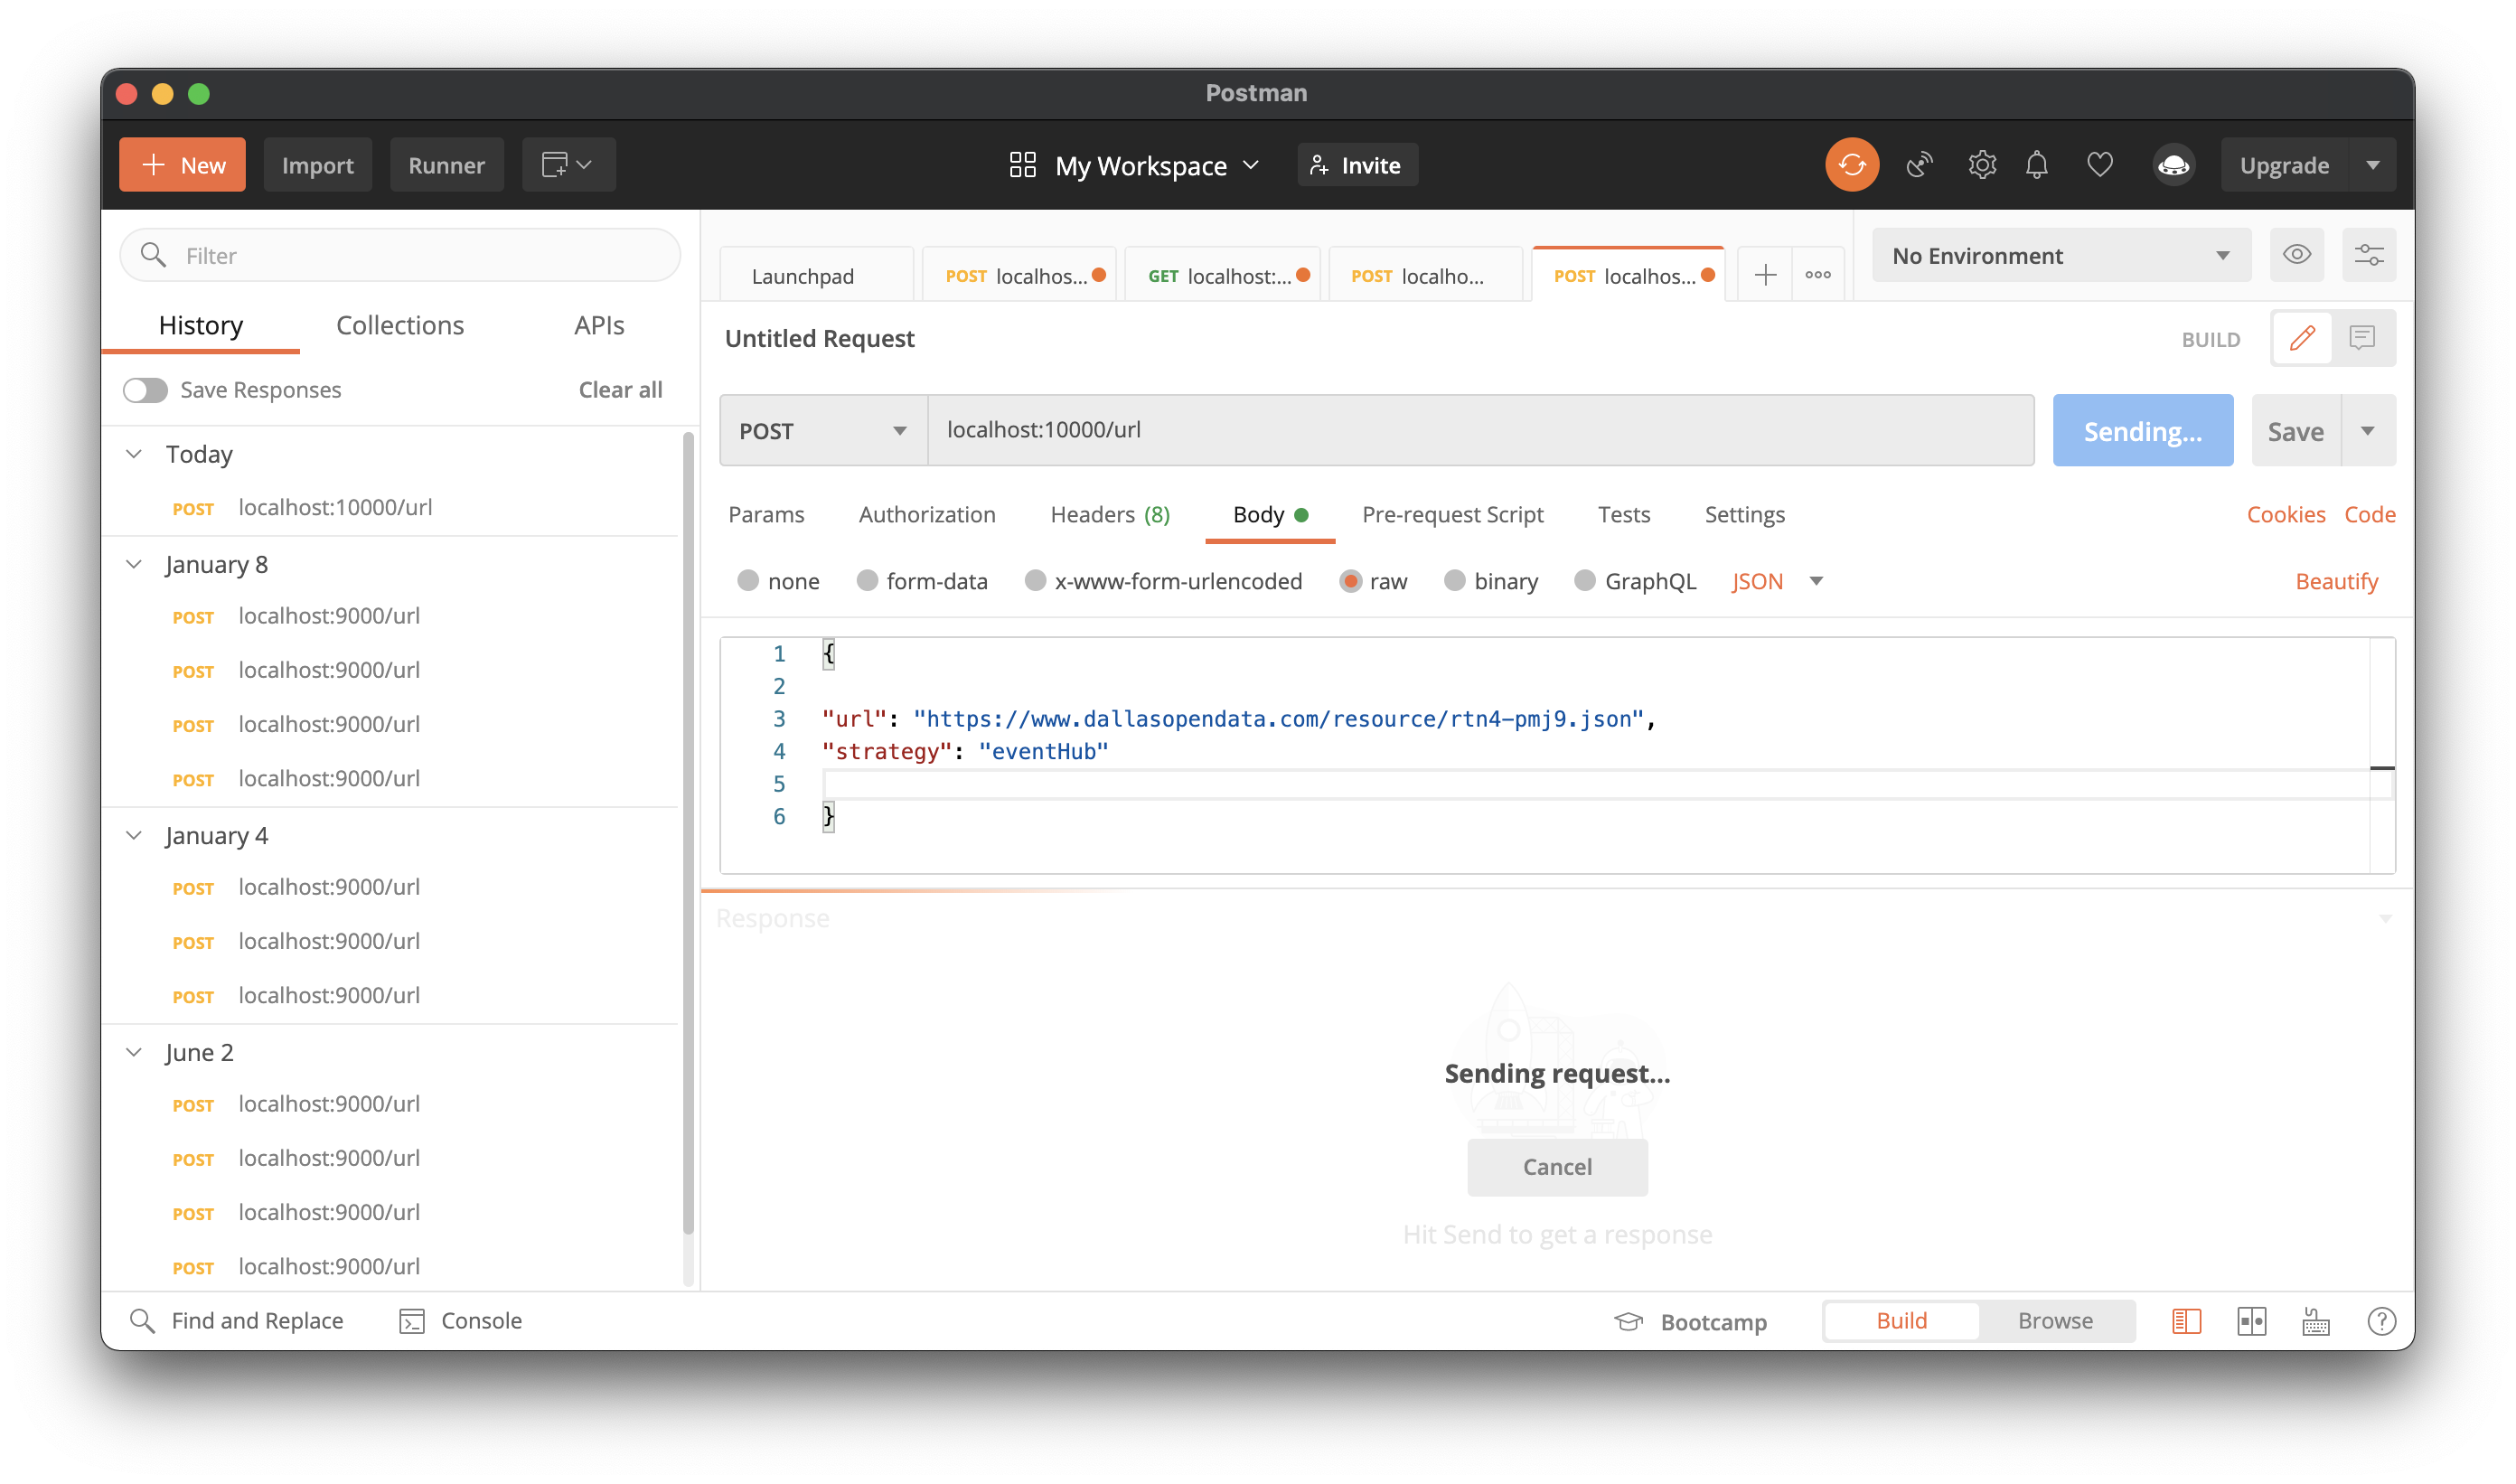 Postman
New
Import
Runner
My Workspace
Invite
Upgrade
Filter
History
Collections
APIs
Save Responses
Clear all
Today
POST localhost:10000/url
January 8
POST localhost:9000/url
POST localhost:9000/url
POST localhost:9000/url
POST localhost:9000/url
January 4
POST localhost:9000/url
POST localhost:9000/url
POST localhost:9000/url
June 2
POST localhost:9000/url
POST localhost:9000/url
POST localhost:9000/url
POST localhost:9000/url
Launchpad
POST localhos...
GET localhost:...
POST localho...
POST localhos...
No Environment
Untitled Request
BUILD
POST
localhost:10000/url
Sending...
Save
Params
Authorization
Headers (8)
Body
Pre-request Script
Tests
Settings
Cookies
Code
none
form-data
x-www-form-urlencoded
raw
binary
GraphQL
JSON
Beautify
1 {
2
3 "url": "https://www.dallasopendata.com/resource/rtn4-pmj9.json",
4 "strategy": "eventHub"
5
6 }
Response
Sending request...
Cancel
Hit Send to get a response
Find and Replace
Console
Bootcamp
Build
Browse